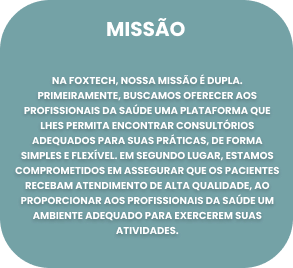 MISSÃO
NA FOXTECH, NOSSA MISSÃO É DUPLA.
PRIMEIRAMENTE, BUSCAMOS OFERECER AOS
PROFISSIONAIS DA SAÚDE UMA PLATAFORMA QUE
LHES PERMITA ENCONTRAR CONSULTÓRIOS
ADEQUADOS PARA SUAS PRÁTICAS, DE FORMA
SIMPLES E FLEXÍVEL. EM SEGUNDO LUGAR, ESTAMOS
COMPROMETIDOS EM ASSEGURAR QUE OS PACIENTES
RECEBAM ATENDIMENTO DE ALTA QUALIDADE, AO
PROPORCIONAR AOS PROFISSIONAIS DA SAÚDE UM
AMBIENTE ADEQUADO PARA EXERCEREM SUAS
ATIVIDADES.